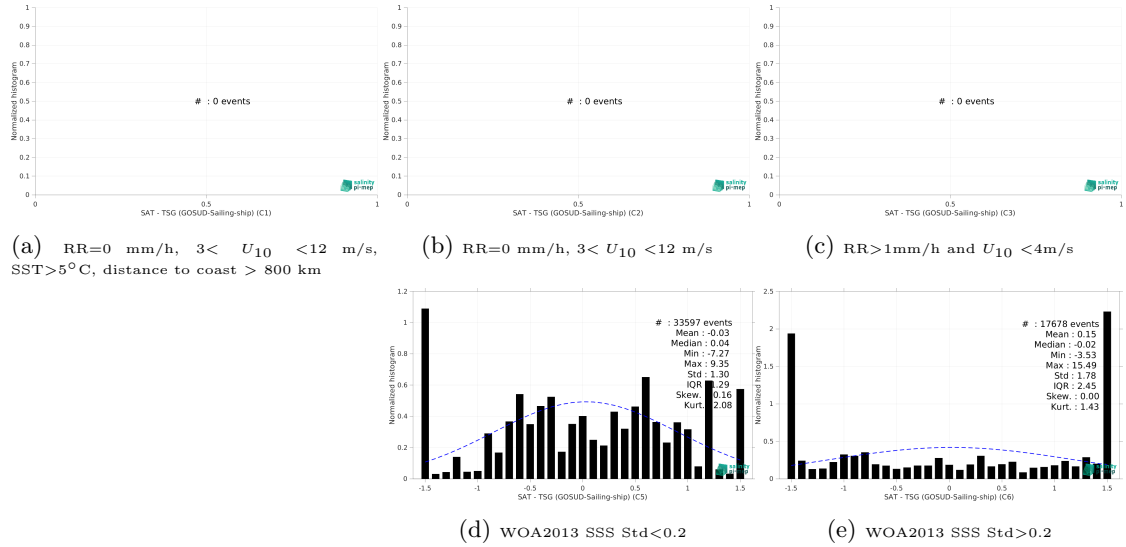 1
0.9
0.8
0.7
0.6
0.5
0.4
0.3
0.2
0.1
0
Normalized histogram
# : 0 events
salinity
pi-mep
0 0.5 1
SAT - TSG (GOSUD-Sailing-ship) (C1)
1
0.9
0.8
0.7
0.6
0.5
0.4
0.3
0.2
0.1
0
Normalized histogram
# : 0 events
salinity
pi-mep
0 0.5 1
SAT - TSG (GOSUD-Sailing-ship) (C2)
1
0.9
0.8
0.7
0.6
0.5
0.4
0.3
0.2
0.1
0
Normalized histogram
# : 0 events
salinity
pi-mep
0 0.5 1
SAT - TSG (GOSUD-Sailing-ship) (C3)
(a) RR=0 mm/h, 3< U10 <12 m/s,
SST>5°C, distance to coast > 800 km
(b) RR=0 mm/h, 3< U10 <12 m/s
(c) RR>1mm/h and U10 <4m/s
1.2
1
0.8
0.6
0.4
0.2
0
Normalized histogram
# : 33597 events
Mean : -0.03
Median : 0.04
Min : -7.27
Max : 9.35
Std : 1.30
IQR 1.29
Skew. 0.16
Kurt. 2.08
-1.5 -1 -0.5 0 0.5 1 1.5
SAT - TSG (GOSUD-Sailing-ship) (C5)
2.5
2
1.5
1
0.5
0
Normalized histogram
# : 17678 events
Mean : 0.15
Median : -0.02
Min : -3.53
Max : 15.49
Std : 1.78
IQR : 2.45
Skew. : 0.00
Kurt. : 1.43
-1.5 -1 -0.5 0 0.5 1 1.5
SAT - TSG (GOSUD-Sailing-ship) (C6)
(d) WOA2013 SSS Std<0.2
(e) WOA2013 SSS Std>0.2